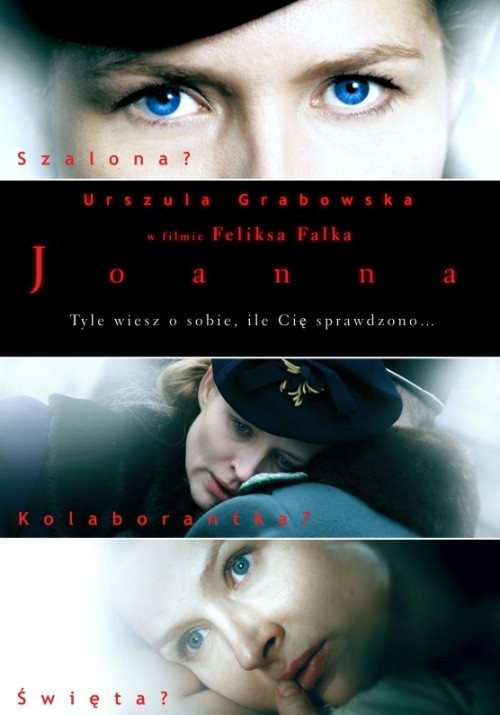 Szalona?
Urszula Grabowska
w filmie Feliksa Falka
Joanna
Tyle wiesz o sobie, ile Cię sprawdzono...
Kolaborantka?
Święta?